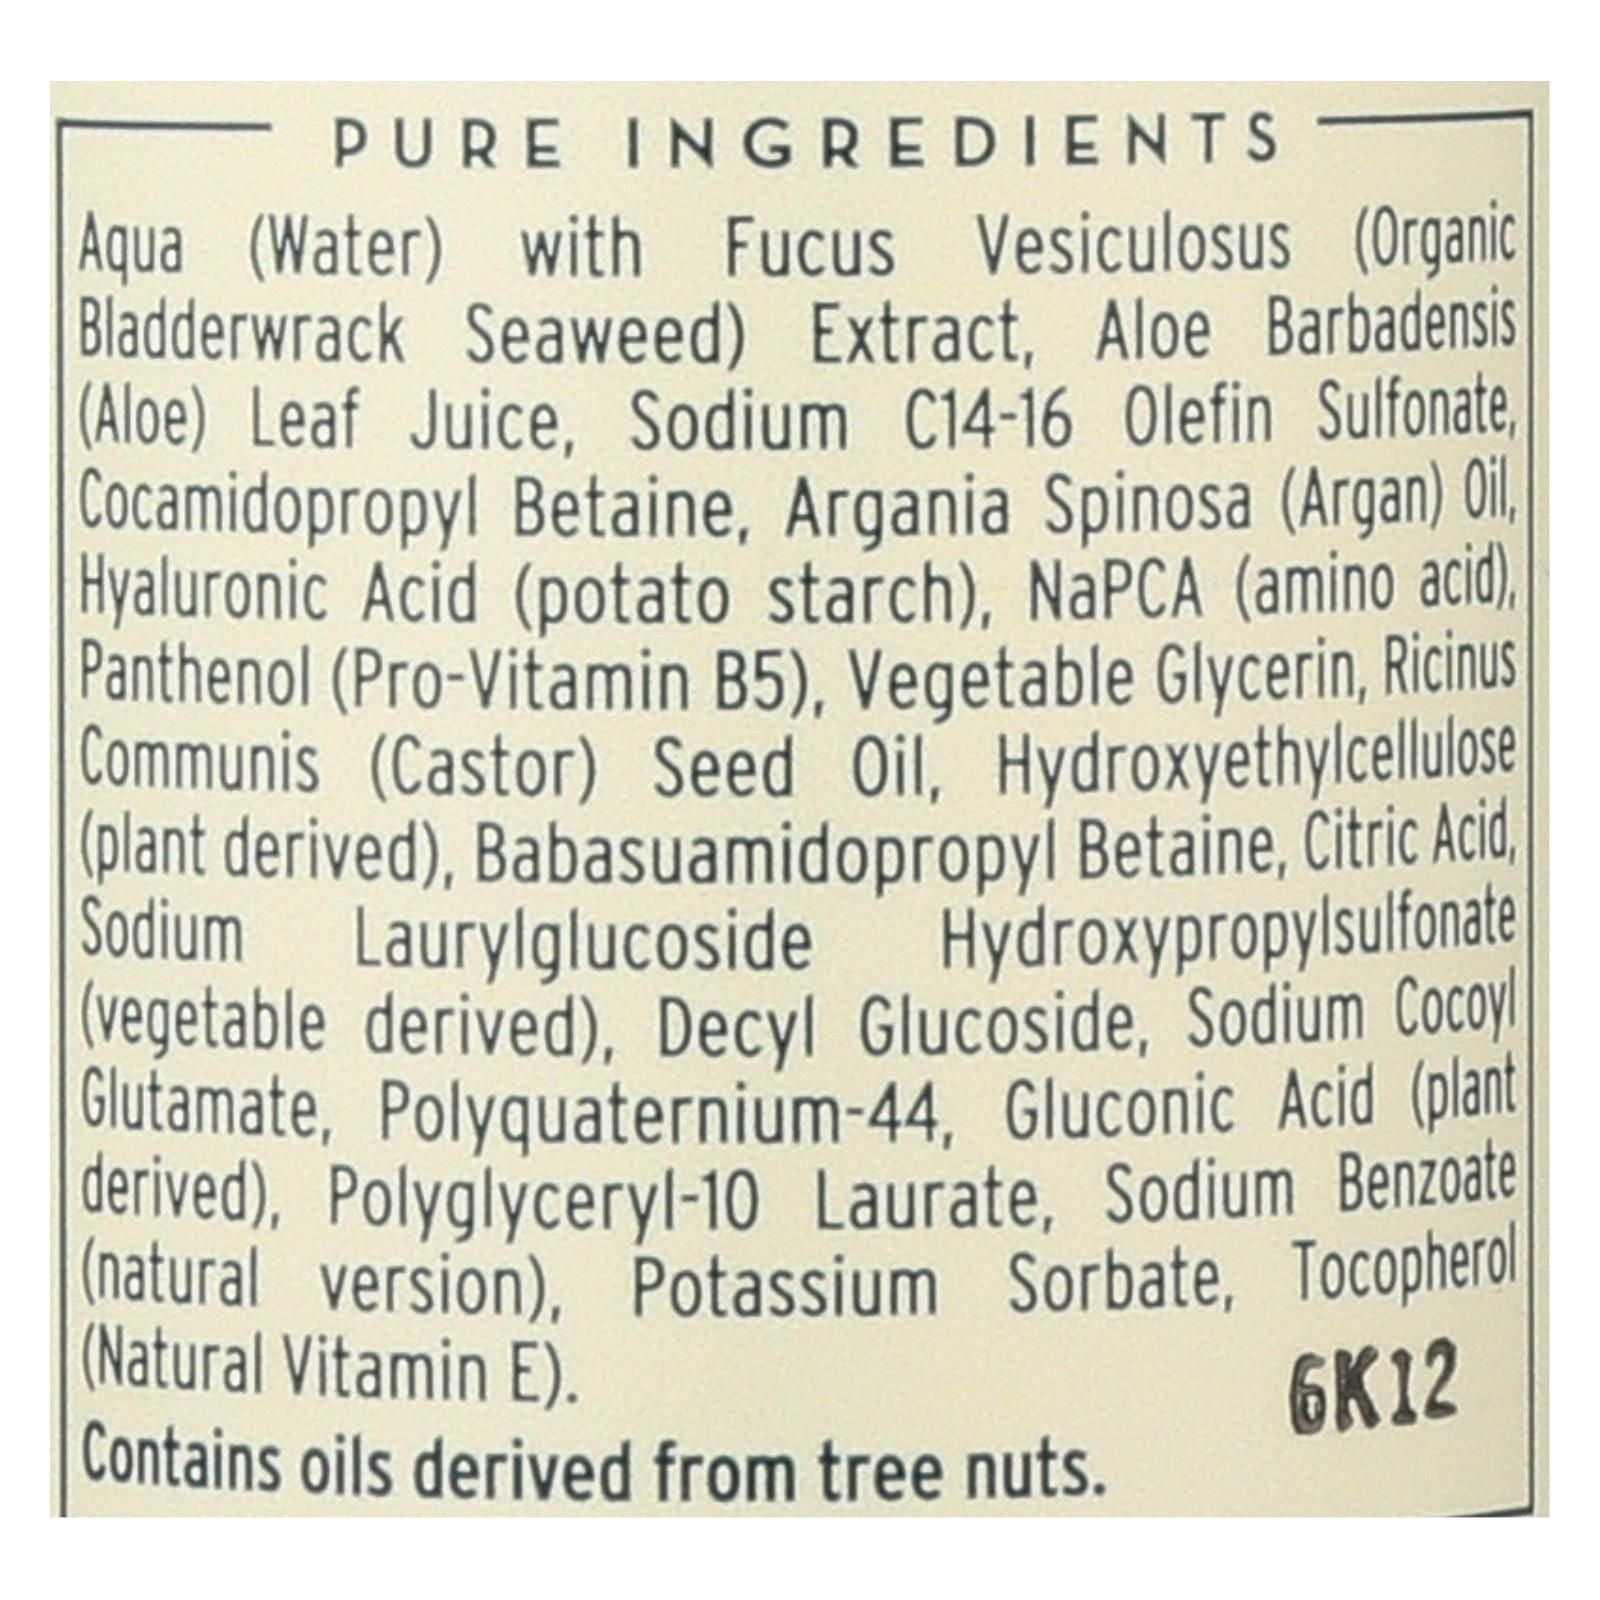 PURE INGREDIENTS
Aqua (Water) with Fucus Vesiculosus (Organic
Bladderwrack Seaweed) Extract, Aloe Barbadensis
(Aloe) Leaf Juice, Sodium C14-16 Olefin Sulfonate,
Cocamidopropyl Betaine, Argania Spinosa (Argan) Oil,
Hyaluronic Acid (potato starch), NaPCA (amino acid),
Panthenol (Pro-Vitamin B5), Vegetable Glycerin, Ricinus
Communis (Castor) Seed Oil, Hydroxyethylcellulose
(plant derived), Babasuamidopropyl Betaine, Citric Acid,
Sodium Laurylglucoside Hydroxypropylsulfonate
(vegetable derived), Decyl Glucoside, Sodium Cocoyl
Glutamate, Polyquaternium-44, Gluconic Acid (plant
derived), Polyglyceryl-10 Laurate, Sodium Benzoate
(natural version), Potassium Sorbate, Tocopherol
(Natural Vitamin E).
6K12
Contains oils derived from tree nuts.